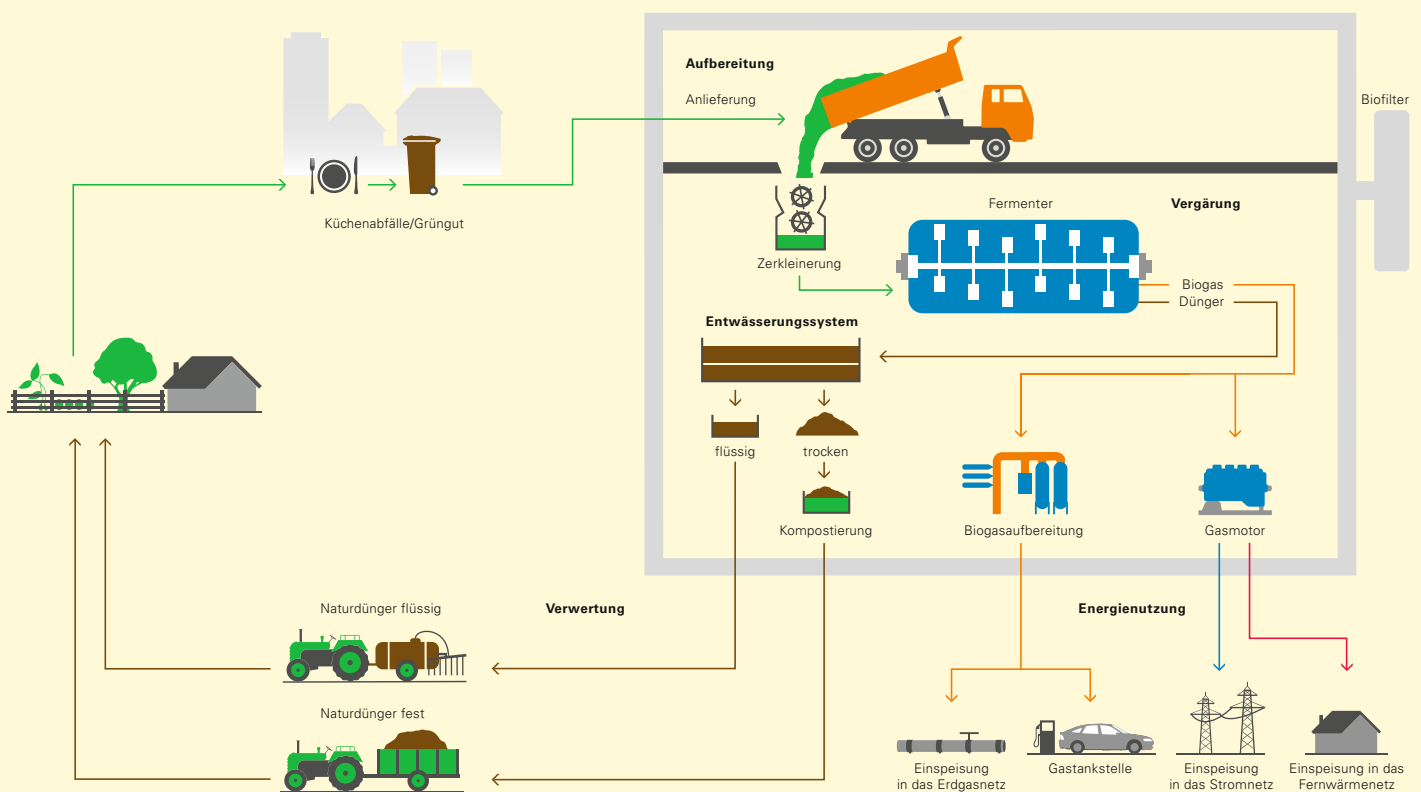 Aufbereitung
Anlieferung
Biofilter
Küchenabfälle/Grüngut
Fermenter
Vergärung
Zerkleinerung
Biogas
Dünger
Entwässerungssystem
flüssig
trocken
Kompostierung
Biogasaufbereitung
Gasmotor
Naturdünger flüssig
Verwertung
Energienutzung
Naturdünger fest
Einspeisung
in das Erdgasnetz
Gastankstelle
Einspeisung
in das Stromnetz
Einspeisung in das
Fernwärmenetz